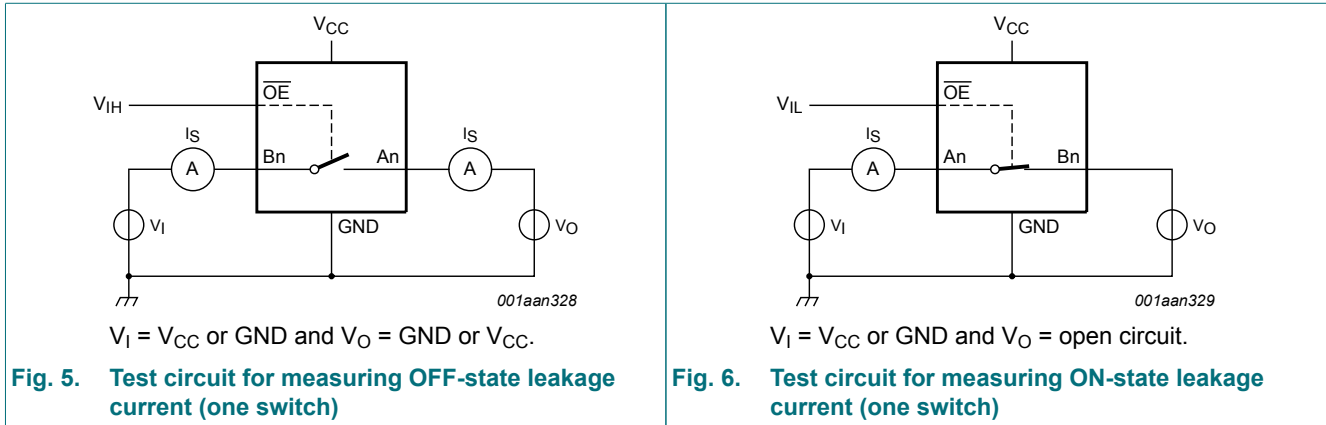 VCC
OE
VIH
IS
IS
A
Bn
An
A
VI
GND
VO
001aan328
VI = VCC or GND and VO = GND or VCC.
Fig. 5. Test circuit for measuring OFF-state leakage
current (one switch)
VCC
OE
VIL
IS
A
An
Bn
VI
GND
VO
001aan329
VI = VCC or GND and VO = open circuit.
Fig. 6. Test circuit for measuring ON-state leakage
current (one switch)